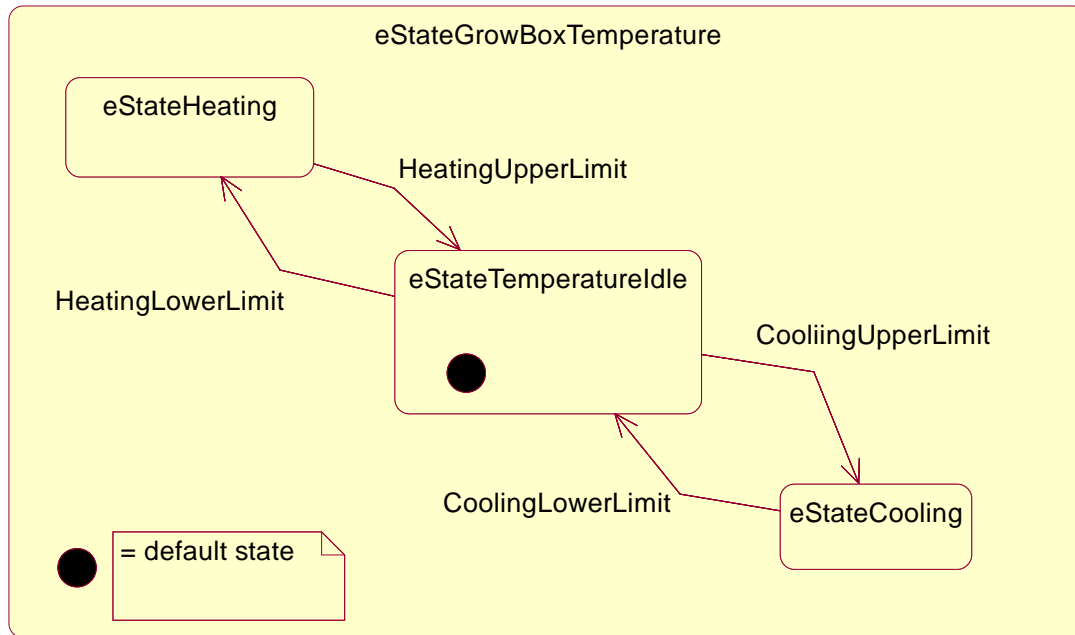 eStateGrowBoxTemperature
eStateHeating
HeatingUpperLimit
eStateTemperatureIdle
HeatingLowerLimit
CooliingUpperLimit
CoolingLowerLimit
eStateCooling
= default state